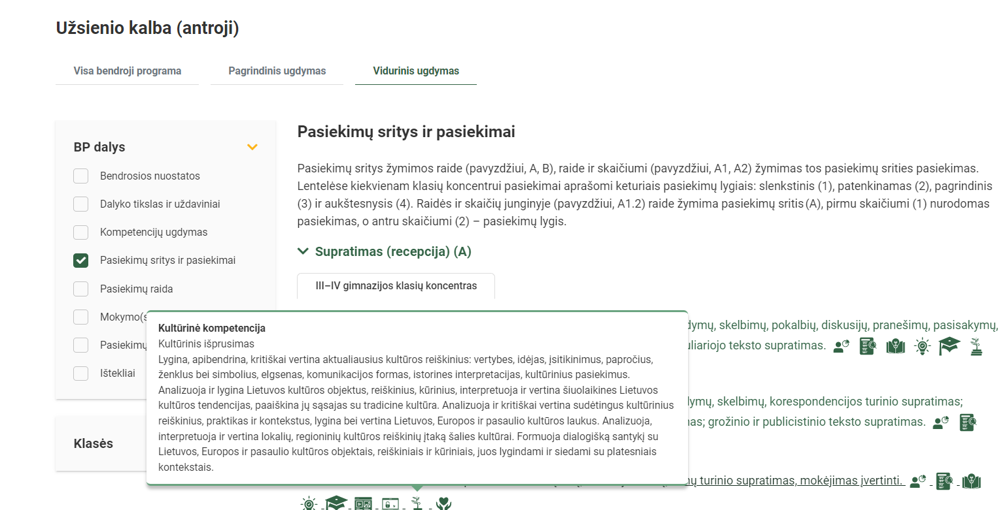 Užsienio kalba (antroji)
Visa bendroji programa
Pagrindinis ugdymas
Vidurinis ugdymas
BP dalys
Bendrosios nuostatos
Dalyko tikslas ir uždaviniai
Kompetencijų ugdymas
Pasiekimų sritys ir pasiekimai
Pasiekimų raida
Mokymo(s
Pasiekimų
Ištekliai
Klasės
Pasiekimų sritys ir pasiekimai
Pasiekimų sritys žymimos raide (pavyzdžiui, A, B), raide ir skaičiumi (pavyzdžiui, A1, A2) žymimas tos pasiekimų srities pasiekimas.
Lentelėse kiekvienam klasių koncentrui pasiekimai aprašomi keturiais pasiekimų lygiais: slenkstinis (1), patenkinamas (2), pagrindinis
(3) ir aukštesnysis (4). Raidės ir skaičių junginyje (pavyzdžiui, A1.2) raide žymima pasiekimų sritis (A), pirmu skaičiumi (1) nurodomas
pasiekimas, o antru skaičiumi (2) – pasiekimų lygis.
Supratimas (recepcija) (A)
III–IV gimnazijos klasių koncentras
dymų, skelbimų, pokalbių, diskusijų, pranešimų, pasisakymų,
uliariojo teksto supratimas.
dymų, skelbimų, korespondencijos turinio supratimas;
nas; grožinio ir publicistinio teksto supratimas.
turinio supratimas, mokėjimas įvertinti.
Kultūrinė kompetencija
Kultūrinis išprusimas
Lygina, apibendrina, kritiškai vertina aktualiausius kultūros reiškinius: vertybes, idėjas, įsitikinimus, papročius,
ženklus bei simbolius, elgsenas, komunikacijos formas, istorines interpretacijas, kultūrinius pasiekimus.
Analizuoja ir lygina Lietuvos kultūros objektus, reiškinius, kūrinius, interpretuoja ir vertina šiuolaikines Lietuvos
kultūros tendencijas, paaiškina jų sąsajas su tradicine kultūra. Analizuoja ir kritiškai vertina sudėtingus kultūrinius
reiškinius, praktikas ir kontekstus, lygina bei vertina Lietuvos, Europos ir pasaulio kultūros laukus. Analizuoja,
interpretuoja ir vertina lokalių, regioninių kultūros reiškinių įtaką šalies kultūrai. Formuoja dialogišką santykį su
Lietuvos, Europos ir pasaulio kultūros objektais, reiškiniais ir kūriniais, juos lygindami ir siedami su platesniais
kontekstais.